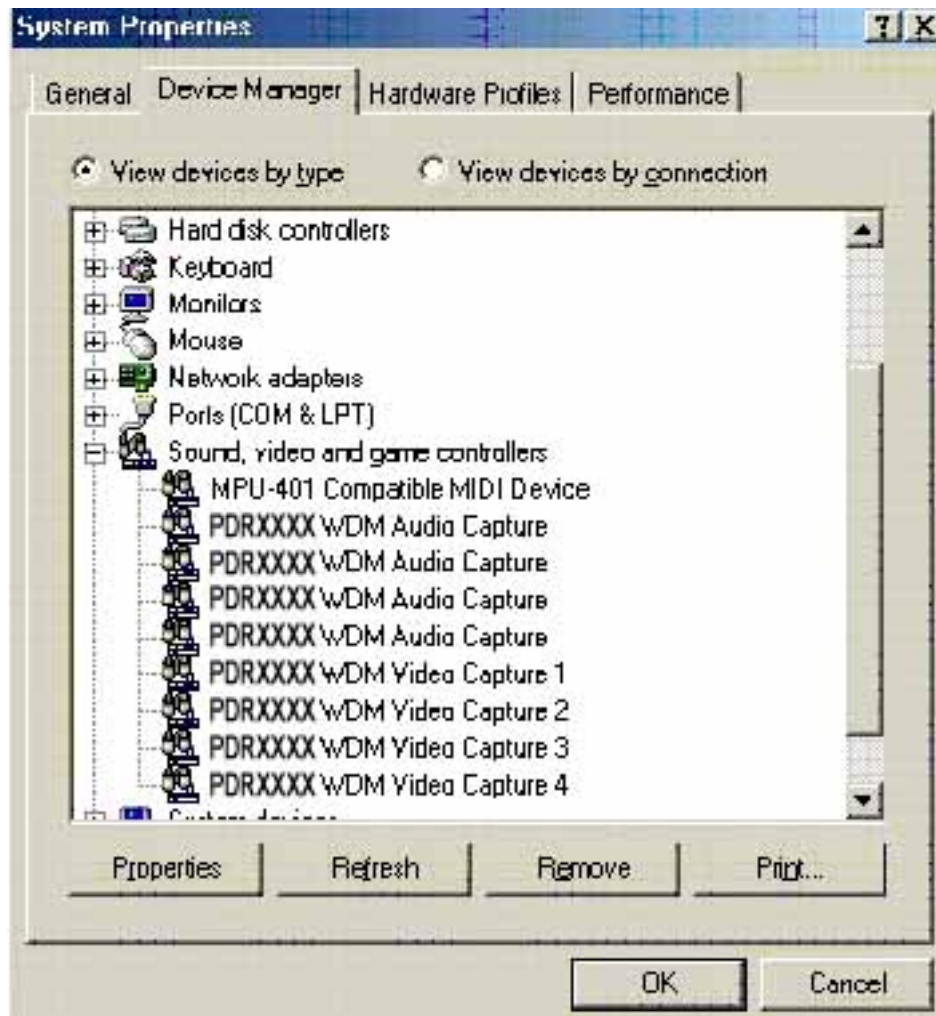 System Properties
General Device Manager Hardware Profiles Performance
View devices by type View devices by connection
Hard disk controllers
Keyboard
Monitors
Mouse
Network adapters
Ports (COM & LPT)
Sound, video and game controllers
MPU-401 Compatible MIDI Device
PDRXXXX WDM Audio Capture
PDRXXXX WDM Audio Capture
PDRXXXX WDM Audio Capture
PDRXXXX WDM Audio Capture
PDRXXXX WDM Video Capture 1
PDRXXXX WDM Video Capture 2
PDRXXXX WDM Video Capture 3
PDRXXXX WDM Video Capture 4
System devices
Properties Refresh Remove Print...
OK Cancel